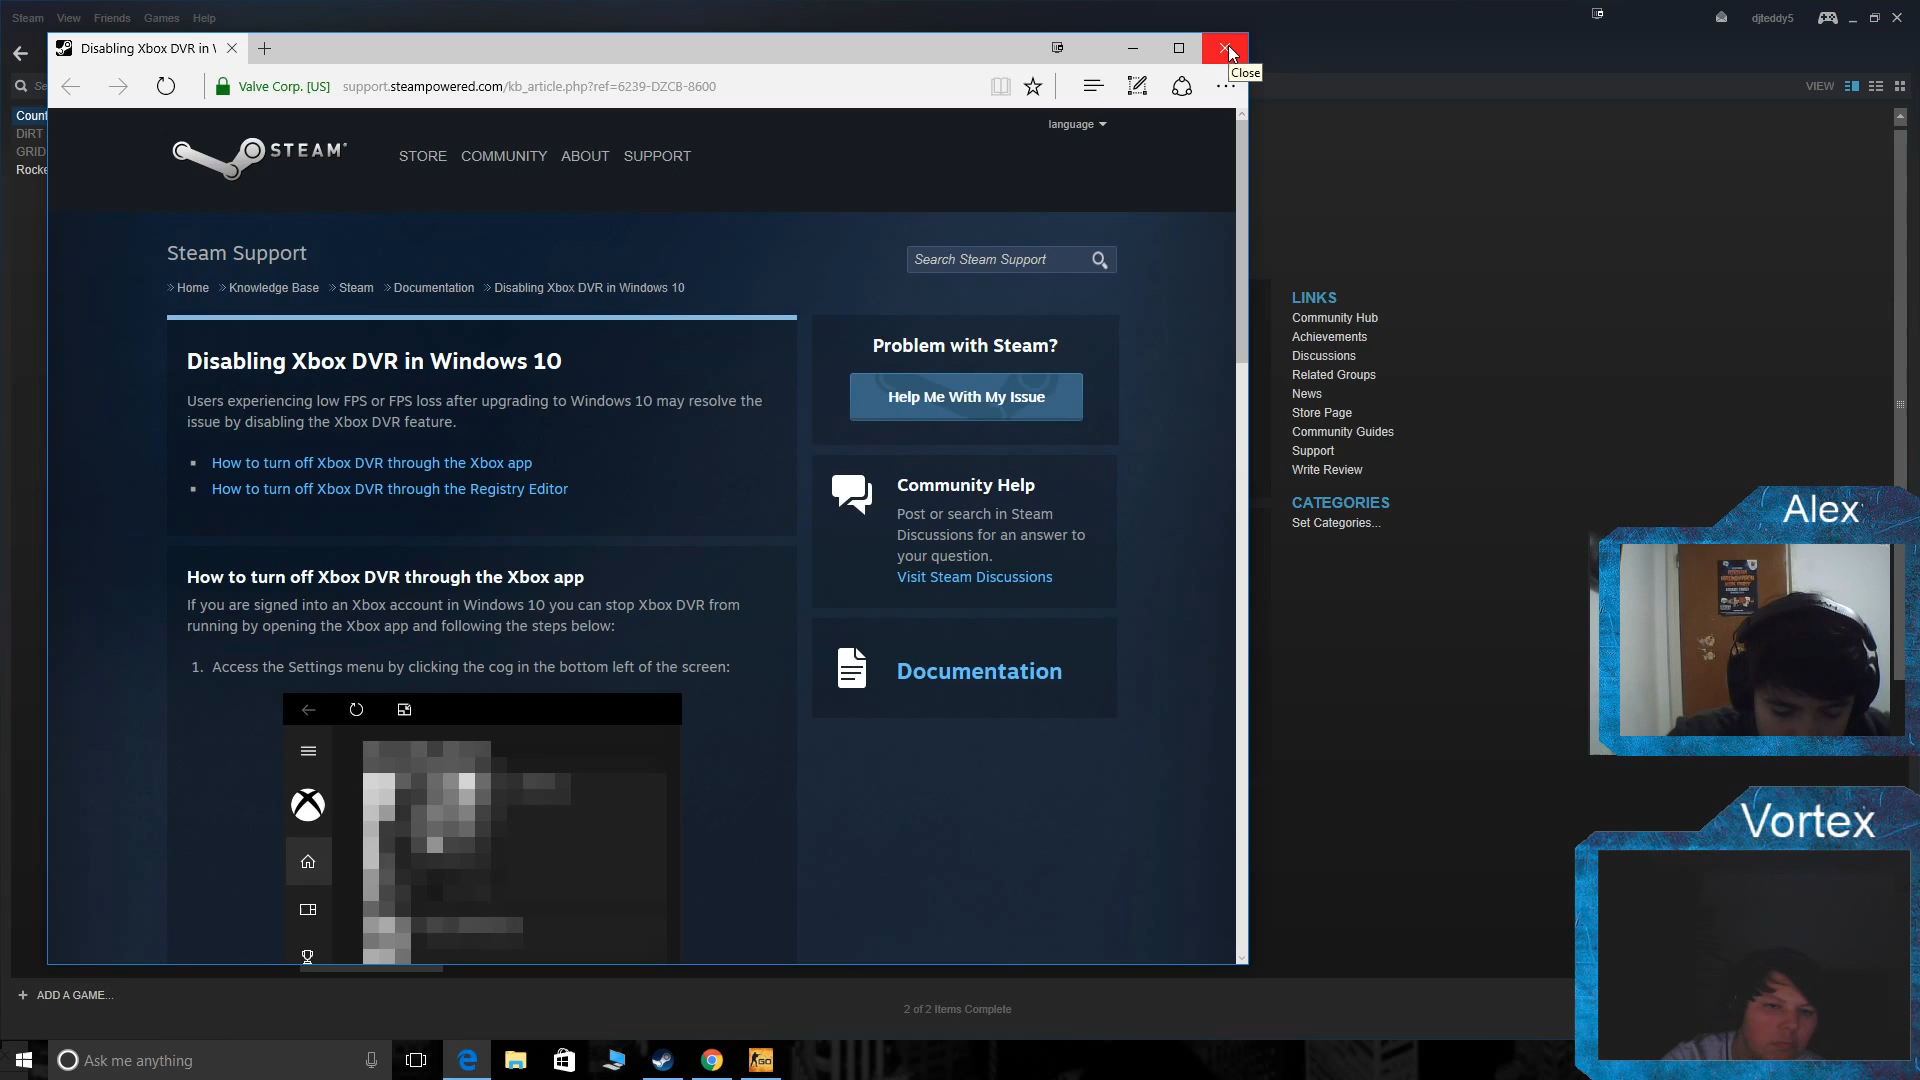 Steam View Friends Games Help
djteddy5
Disabling Xbox DVR in
Close
Valve Corp. [US] support.steampowered.com/kb_article.php?ref=6239-DZCB-8600
VIEW
Count
DiRT
GRID
Rocke
language
STEAM
STORE COMMUNITY ABOUT SUPPORT
Steam Support
Search Steam Support
» Home » Knowledge Base » Steam » Documentation » Disabling Xbox DVR in Windows 10
Disabling Xbox DVR in Windows 10
Users experiencing low FPS or FPS loss after upgrading to Windows 10 may resolve the
issue by disabling the Xbox DVR feature.
How to turn off Xbox DVR through the Xbox app
How to turn off Xbox DVR through the Registry Editor
How to turn off Xbox DVR through the Xbox app
If you are signed into an Xbox account in Windows 10 you can stop Xbox DVR from
running by opening the Xbox app and following the steps below:
1. Access the Settings menu by clicking the cog in the bottom left of the screen:
Problem with Steam?
Help Me With My Issue
Community Help
Post or search in Steam
Discussions for an answer to
your question.
Visit Steam Discussions
Documentation
LINKS
Community Hub
Achievements
Discussions
Related Groups
News
Store Page
Community Guides
Support
Write Review
CATEGORIES
Set Categories...
Alex
Vortex
+ ADD A GAME...
2 of 2 Items Complete
Ask me anything
GO